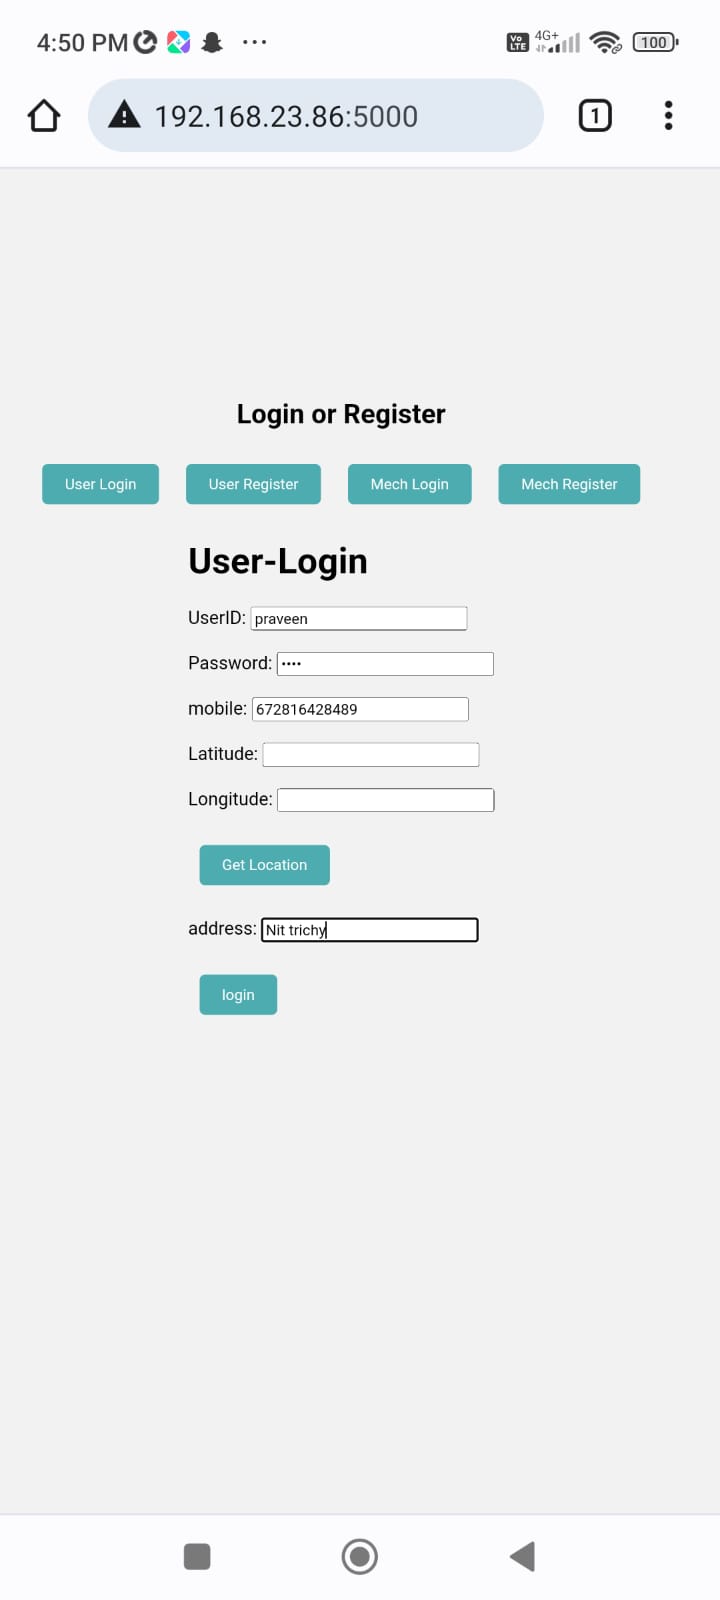 4:50 PM
Vo LTE 4G+ 100
192.168.23.86:5000 1
Login or Register
User Login User Register Mech Login Mech Register
User-Login
UserID: praveen
Password: ••••
mobile: 672816428489
Latitude:
Longitude:
Get Location
address: Nit trichy
login